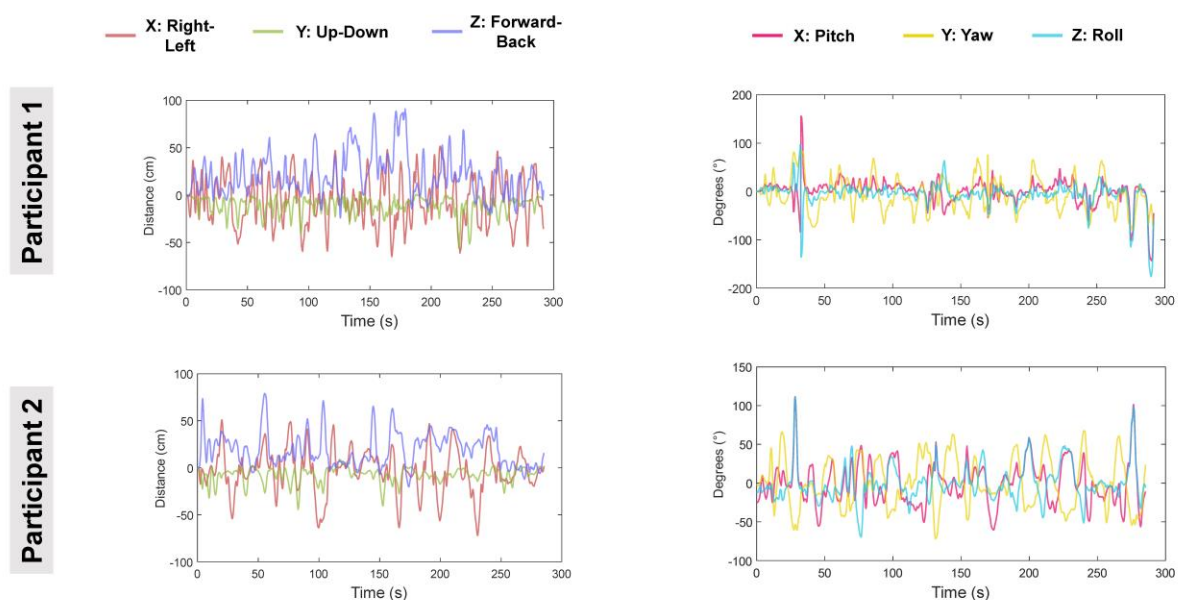 X: Right-
Left
Y: Up-Down
Z: Forward-
Back
X: Pitch
Y: Yaw
Z: Roll
Participant 1
100
50
0
-50
-100
Distance (cm)
0
50
100
150
200
250
300
Time (s)
200
100
0
-100
-200
Degrees (°)
0
50
100
150
200
250
300
Time (s)
Participant 2
100
50
0
-50
-100
Distance (cm)
0
50
100
150
200
250
300
Time (s)
150
100
50
0
-50
-100
Degrees (°)
0
50
100
150
200
250
300
Time (s)